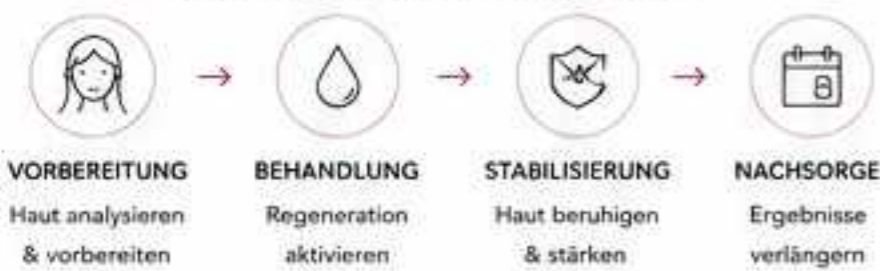 VORBEREITUNG
Haut analysieren
& vorbereiten
BEHANDLUNG
Regeneration
aktivieren
STABILISIERUNG
Haut beruhigen
& stärken
NACHSORGE
Ergebnisse
verlängern